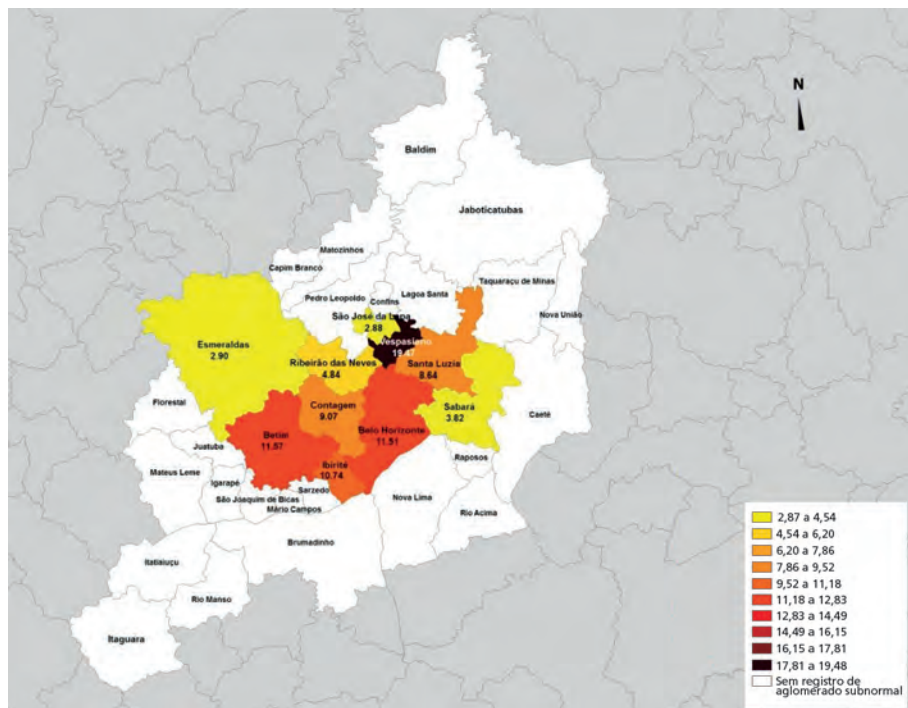 N
Baldim
Jaboticatubas
Matozinhos
Capim Branco
Taquaraçu de Minas
Pedro Leopoldo
Confins
Lagoa Santa
Nova União
São José da Lapa
2.88
Vespasiano
19.47
Esmeraldas
2.90
Ribeirão das Neves
4.84
Santa Luzia
8.64
Florestal
Contagem
9.07
Sabará
3.82
Caeté
Betim
Belo Horizonte
11.51
Juatuba
Raposos
Mateus Leme
Ibirité
10.74
Igarapé
Sarzedo
São Joaquim de Bicas
Mário Campos
Nova Lima
Rio Acima
Brumadinho
Itatiaiuçu
Rio Manso
Itaguara
2,87 a 4,54
4,54 a 6,20
6,20 a 7,86
7,86 a 9,52
9,52 a 11,18
11,18 a 12,83
12,83 a 14,49
14,49 a 16,15
16,15 a 17,81
17,81 a 19,48
Sem registro de
aglomerado subnormal